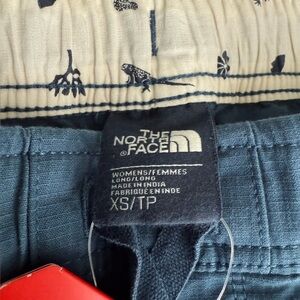 THE
NORTH
FACE
®
WOMENS/FEMMES
LONG/LONG
MADE IN INDIA
FABRIQUÉ EN INDE
XS/TP